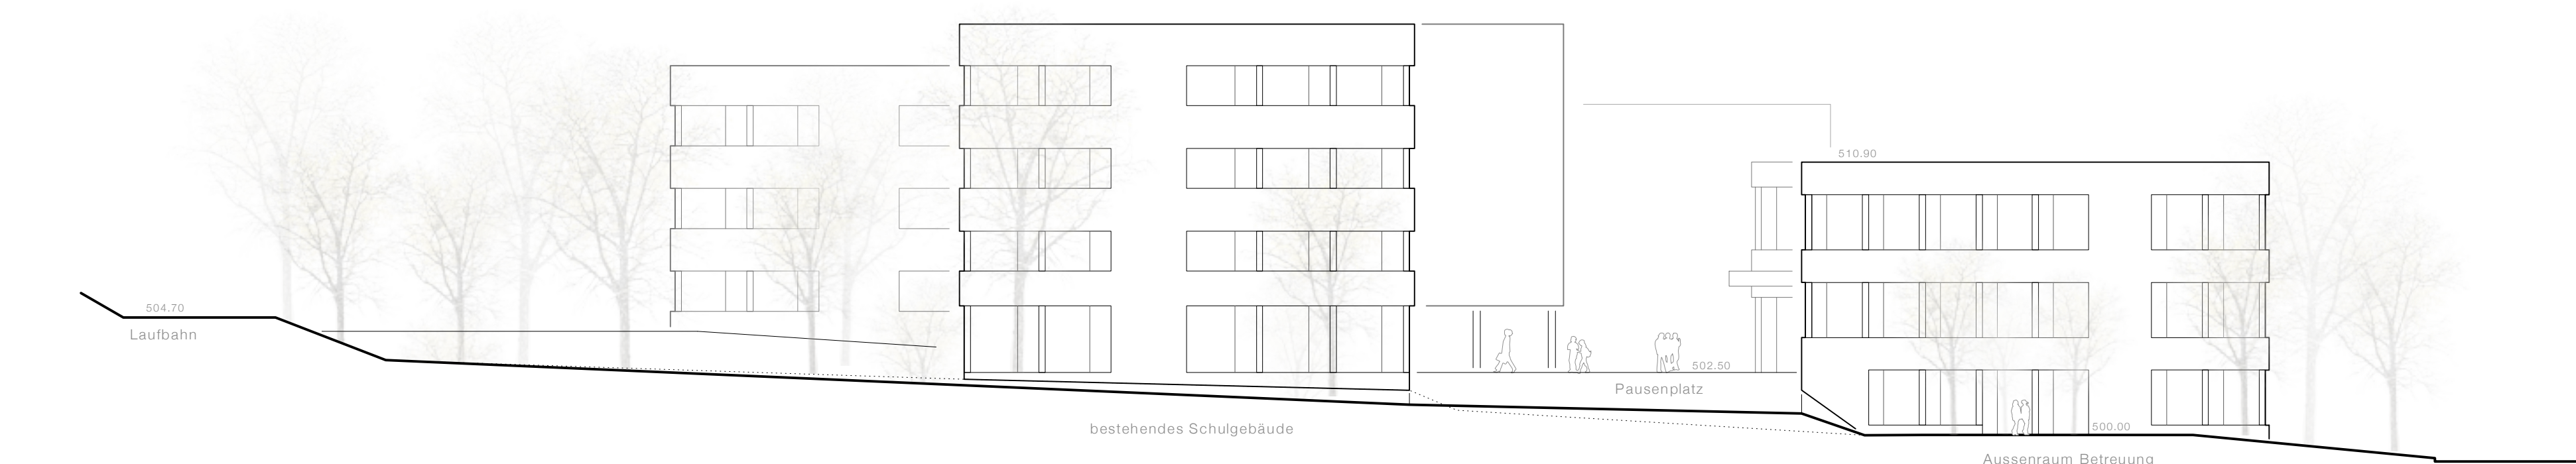 510.90
504.70
Laufbahn
502.50
Pausenplatz
bestehendes Schulgebäude
500.00
Aussenraum Betreuung